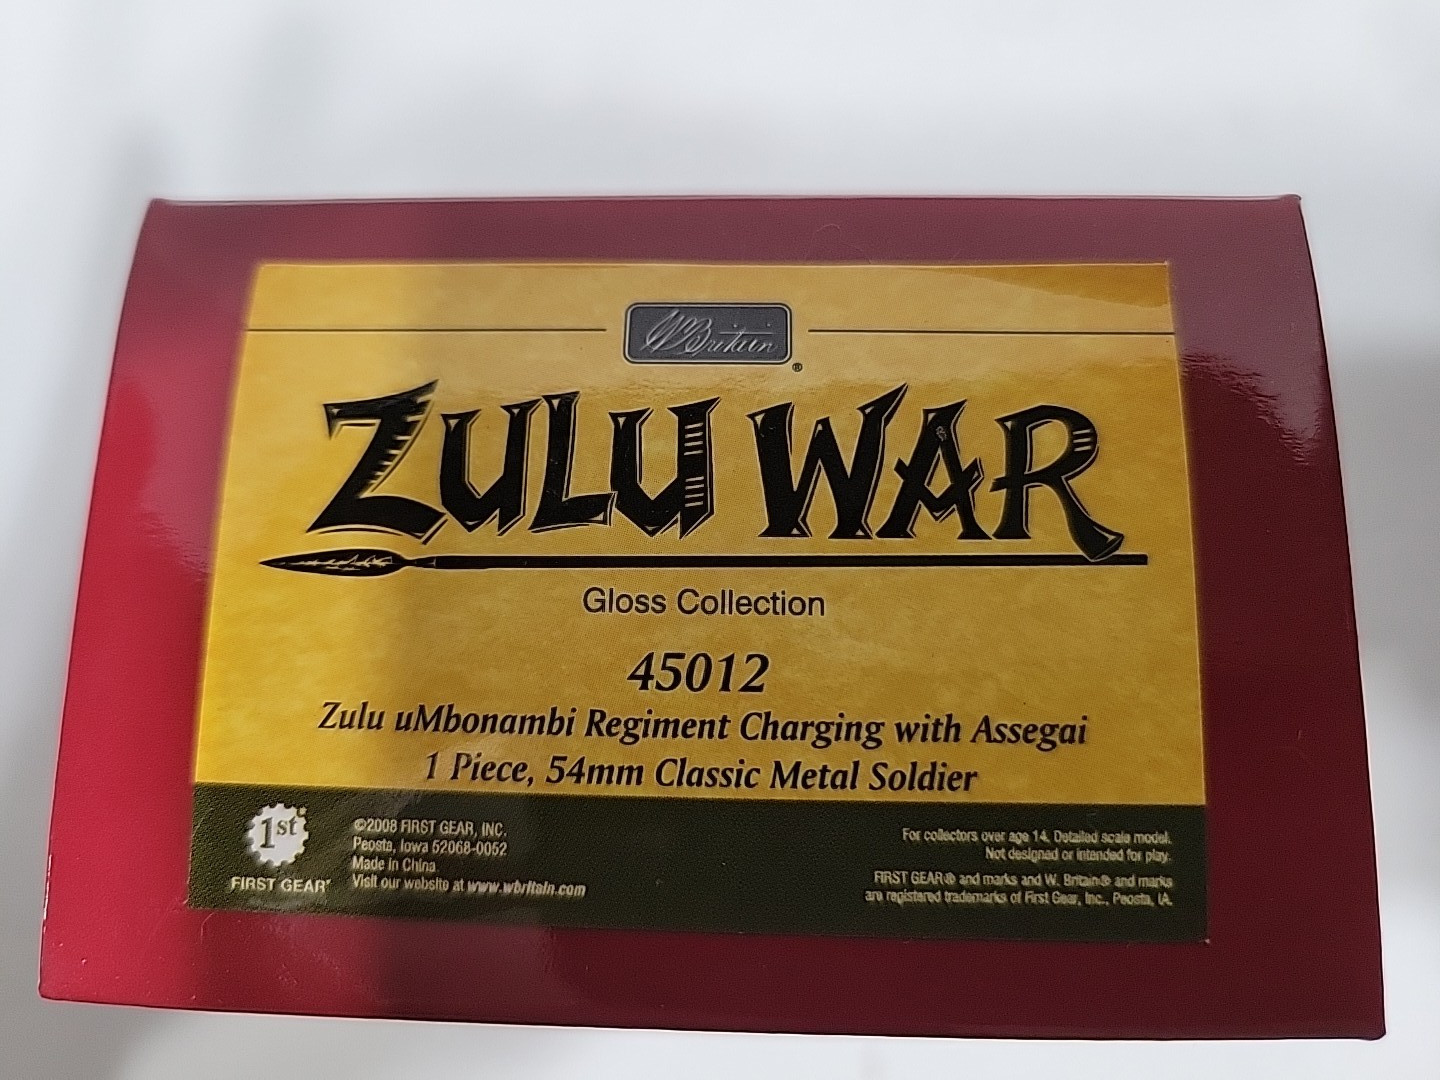 W Britain®
ZULU WAR
Gloss Collection
45012
Zulu uMbonambi Regiment Charging with Assegai
1 Piece, 54mm Classic Metal Soldier
1st
FIRST GEAR®
©2008 FIRST GEAR, INC.
Peosta, Iowa 52068-0052
Made in China
Visit our website at www.wbritain.com
For collectors over age 14. Detailed scale model.
Not designed or intended for play.
FIRST GEAR® and marks and W. Britain® and marks
are registered trademarks of First Gear, Inc., Peosta, IA.